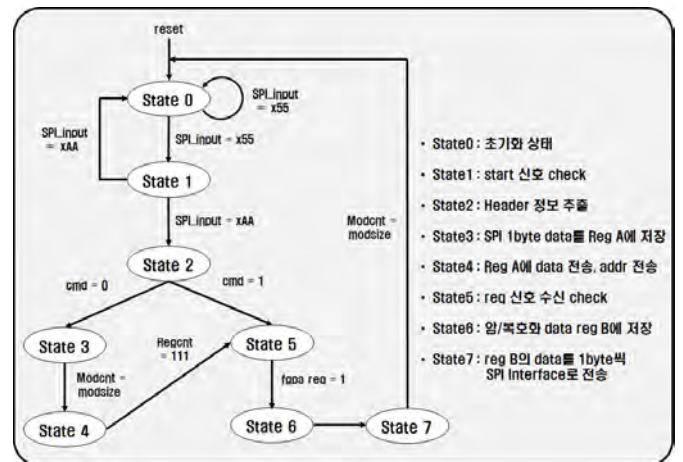 reset
State 0
SPI_input
= x55
SPI_input
= xAA
SPI_input = x55
State 1
SPI_input = xAA
State 2
cmd = 0
cmd = 1
Modcnt =
modsize
State 3
Regcnt
= 111
State 5
Modcnt =
modsize
fpga_req = 1
State 4
State 6
State 7
• State0 : 초기화 상태
• State1 : start 신호 check
• State2 : Header 정보 추출
• State3 : SPI 1byte data를 Reg A에 저장
• State4 : Reg A에 data 전송, addr 전송
• State5 : req 신호 수신 check
• State6 : 암/복호화 data reg B에 저장
• State7 : reg B의 data를 1byte씩
SPI Interface로 전송